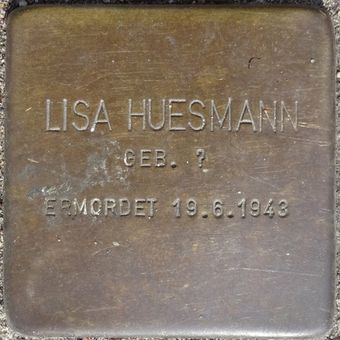 LISA HUESMANN
GEB. ?
ERMORDET 19.6.1943